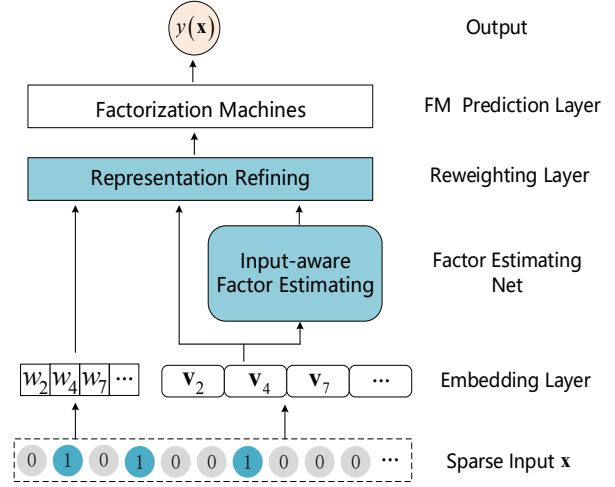 y(x) Output
Factorization Machines FM Prediction Layer
Representation Refining Reweighting Layer
Input-aware
Factor Estimating
Factor Estimating
Net
w₂ w₄ w₇ ··· v₂ v₄ v₇ ··· Embedding Layer
0 1 0 1 0 0 1 0 0 0 ··· Sparse Input x